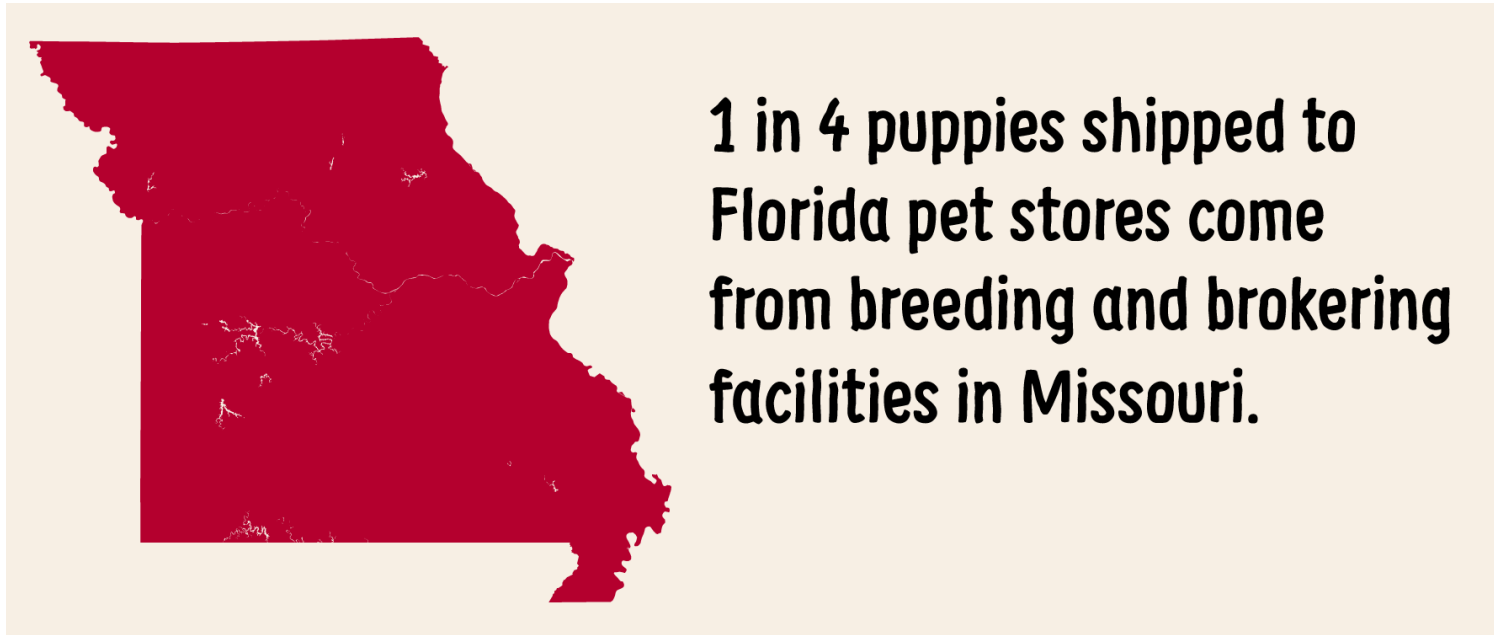 1 in 4 puppies shipped to
Florida pet stores come
from breeding and brokering
facilities in Missouri.